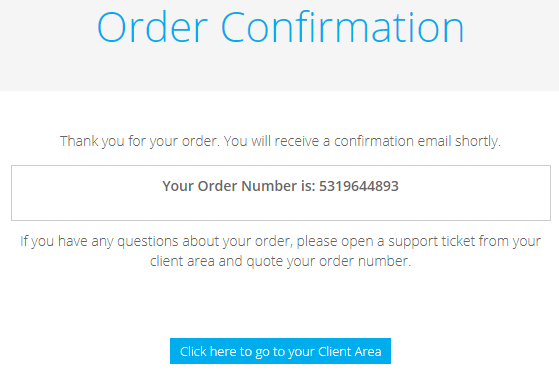 Order Confirmation
Thank you for your order. You will receive a confirmation email shortly.
Your Order Number is: 5319644893
If you have any questions about your order, please open a support ticket from your
client area and quote your order number.
Click here to go to your Client Area